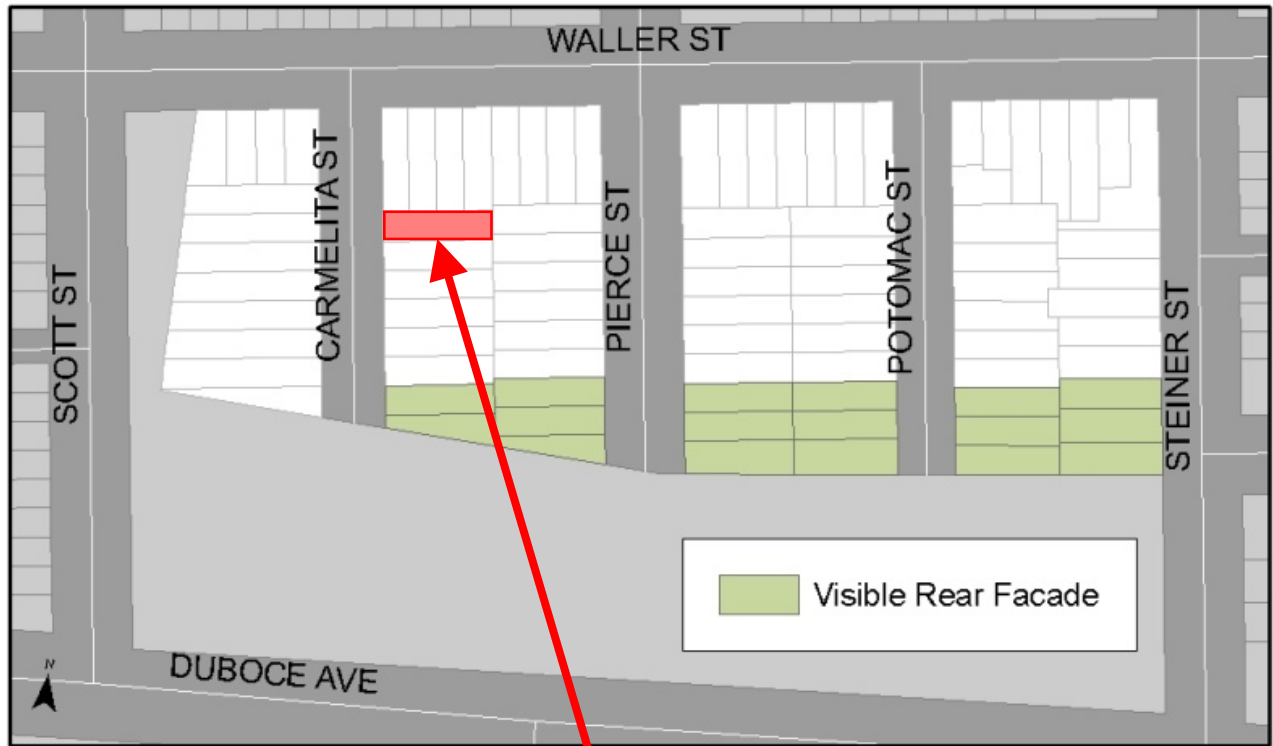 WALLER ST
CARMELITA ST
PIERCE ST
POTOMAC ST
SCOTT ST
STEINER ST
Visible Rear Facade
DUBOCE AVE
N